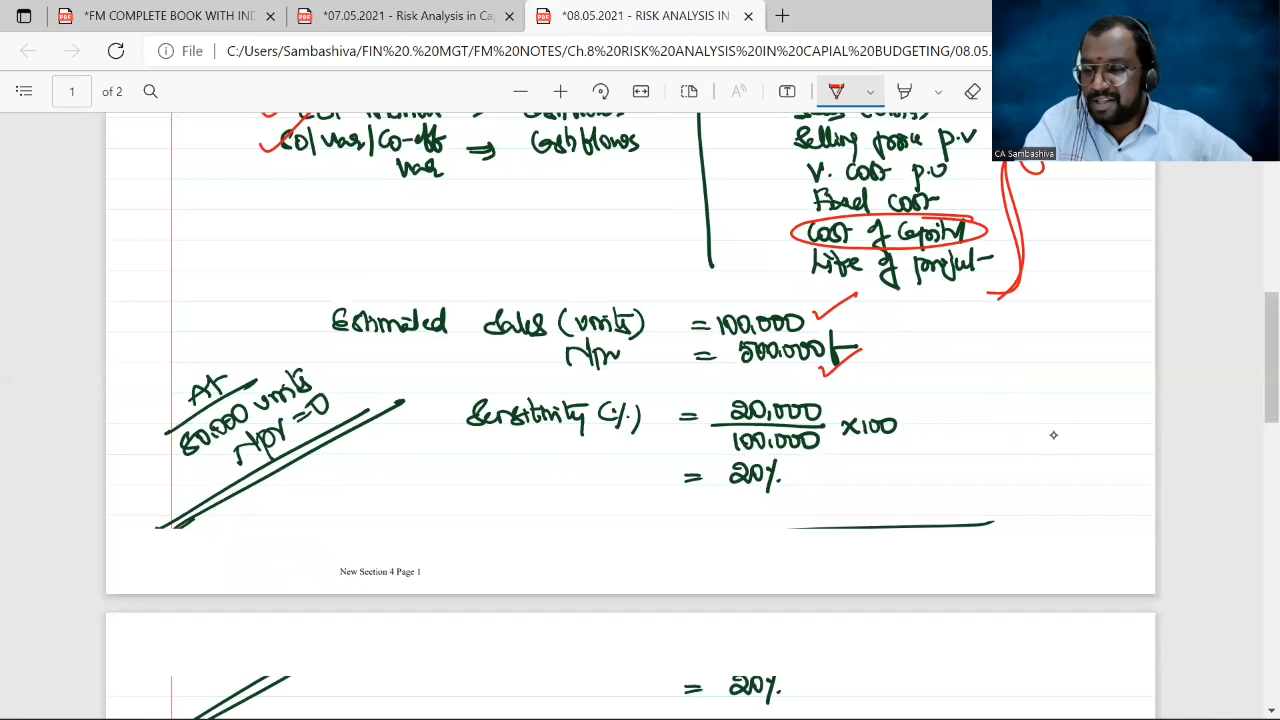 *FM COMPLETE BOOK WITH IND
*07.05.2021 - Risk Analysis in Ca
*08.05.2021 - RISK ANALYSIS IN
File
C:/Users/Sambashiva/FIN%20.%20MGT/FM%20NOTES/Ch.8%20RISK%20ANALYSIS%20IN%20CAPIAL%20BUDGETING/08.05.
1 of 2
CA Sambashiva
Co/var/Co-eff ⇒ Cashflows
var
Selling price p.u
V. cost p.u
Fixed cost
Cost of Capital
Life of project
Estimated Sales (units) = 100,000
NPV = 500,000
At
80,000 units
NPV = 0
Sensitivity (%) = 20,000
100,000 × 100
= 20%.
New Section 4 Page 1
= 20%.